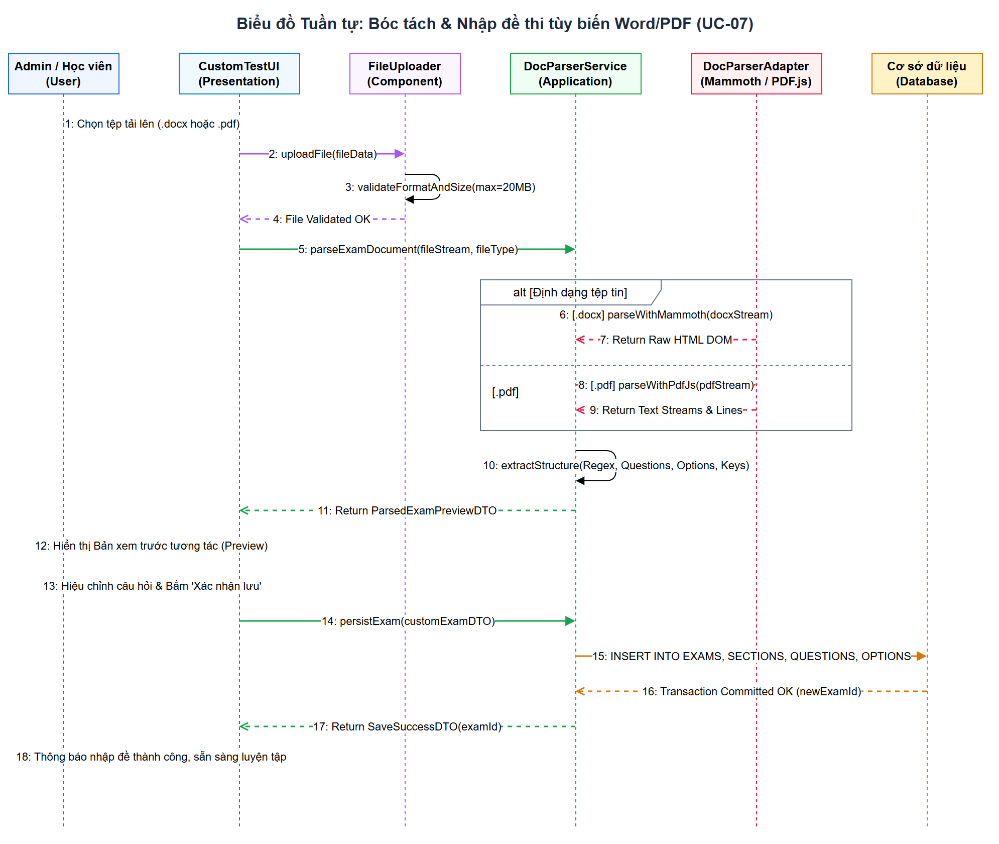 Biểu đồ Tuần tự: Bóc tách & Nhập đề thi tùy biến Word/PDF (UC-07)
Admin / Học viên
(User)
CustomTestUI
(Presentation)
FileUploader
(Component)
DocParserService
(Application)
DocParserAdapter
(Mammoth / PDF.js)
Cơ sở dữ liệu
(Database)
1: Chọn tệp tải lên (.docx hoặc .pdf)
2: uploadFile(fileData)
3: validateFormatAndSize(max=20MB)
4: File Validated OK
5: parseExamDocument(fileStream, fileType)
alt [Định dạng tệp tin]
6: [.docx] parseWithMammoth(docxStream)
7: Return Raw HTML DOM
8: [.pdf] parseWithPdfJs(pdfStream)
[.pdf]
9: Return Text Streams & Lines
10: extractStructure(Regex, Questions, Options, Keys)
11: Return ParsedExamPreviewDTO
12: Hiển thị Bản xem trước tương tác (Preview)
13: Hiệu chỉnh câu hỏi & Bấm 'Xác nhận lưu'
14: persistExam(customExamDTO)
15: INSERT INTO EXAMS, SECTIONS, QUESTIONS, OPTIONS
16: Transaction Committed OK (newExamId)
17: Return SaveSuccessDTO(examId)
18: Thông báo nhập đề thành công, sẵn sàng luyện tập